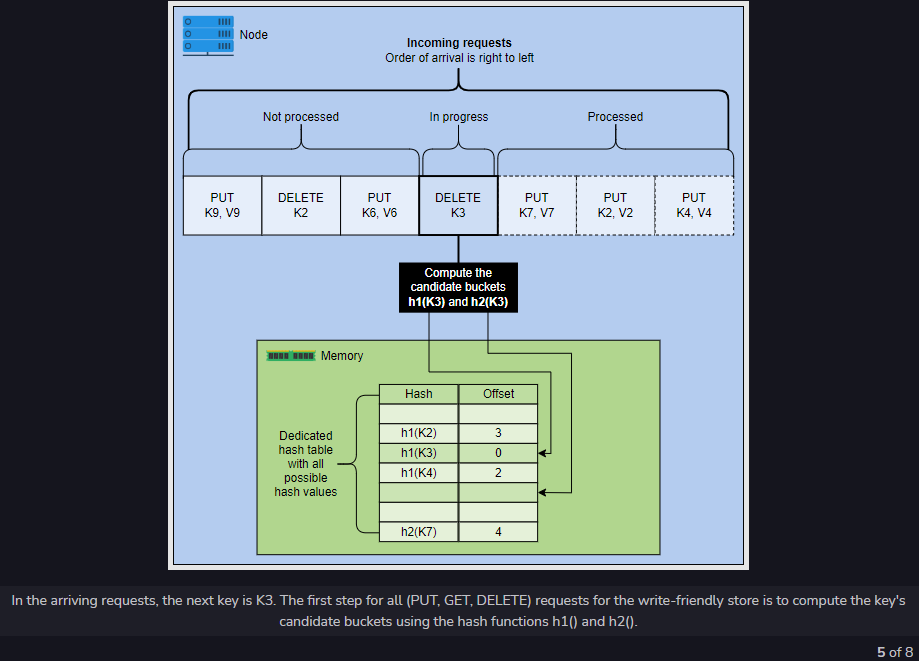 Node
Incoming requests
Order of arrival is right to left
Not processed
In progress
Processed
PUT
K9, V9
DELETE
K2
PUT
K6, V6
DELETE
K3
PUT
K7, V7
PUT
K2, V2
PUT
K4, V4
Compute the
candidate buckets
h1(K3) and h2(K3)
Memory
Hash Offset
h1(K2) 3
h1(K3) 0
h1(K4) 2
h2(K7) 4
Dedicated
hash table
with all
possible
hash values
In the arriving requests, the next key is K3. The first step for all (PUT, GET, DELETE) requests for the write-friendly store is to compute the key's
candidate buckets using the hash functions h1() and h2().
5 of 8